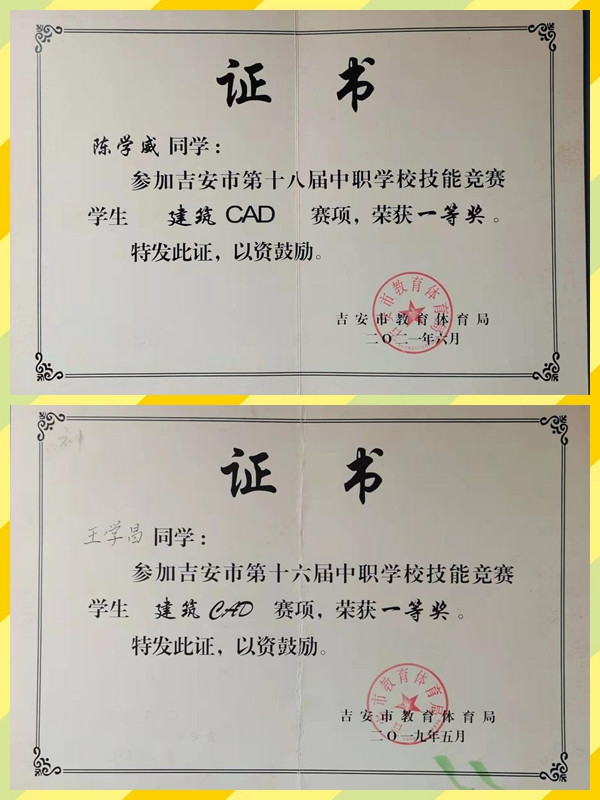 证 书
陈学威 同学：
参加吉安市第十八届中职学校技能竞赛
学生 建筑 CAD 赛项，荣获一等奖。
特发此证，以资鼓励。
吉安市教育体育局
二〇二一年六月
证 书
王学昌 同学：
参加吉安市第十六届中职学校技能竞赛
学生 建筑 CAD 赛项，荣获一等奖。
特发此证，以资鼓励。
吉安市教育体育局
二〇一九年五月